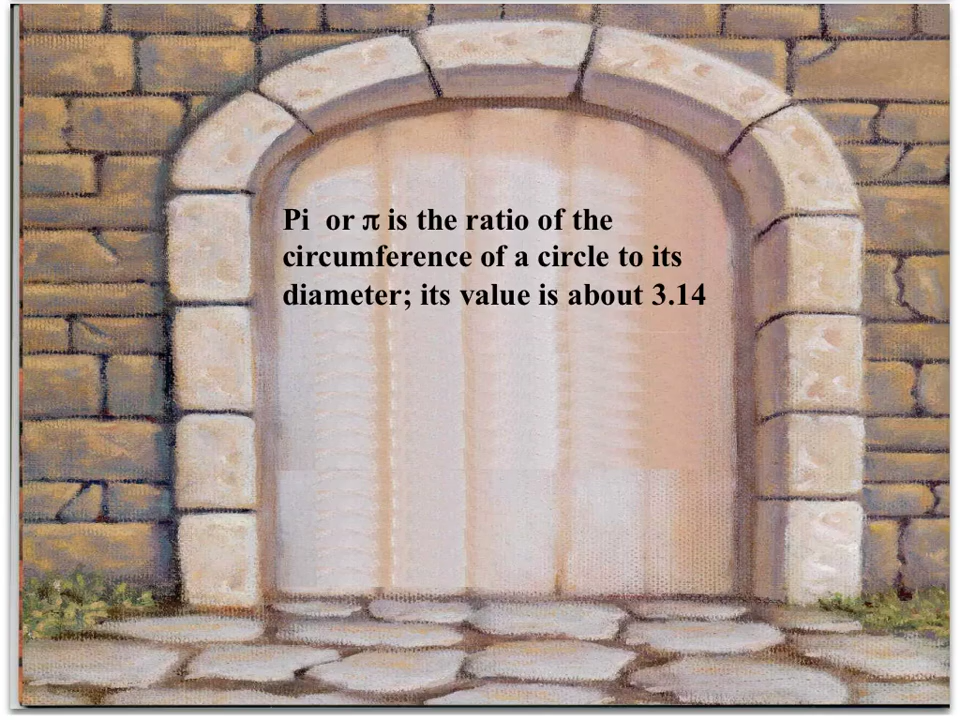 Pi  or π is the ratio of the
circumference of a circle to its
diameter; its value is about 3.14